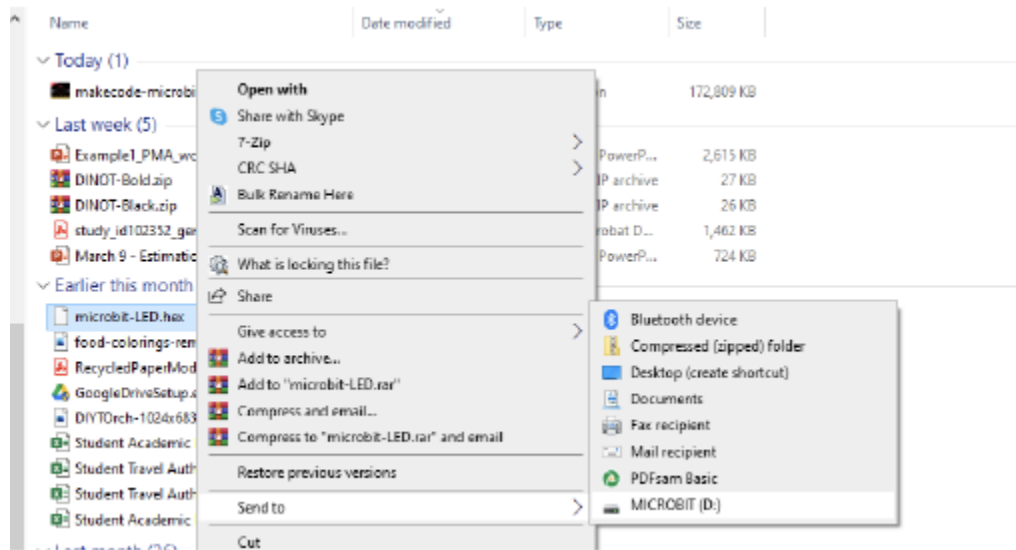 Name Date modified Type Size
Today (1)
makecode-microbi n 172,809 KB
Last week (5)
Example1_PMA_wo PowerP... 2,615 KB
DINOT-Bold.zip IP archive 27 KB
DINOT-Black.zip IP archive 26 KB
study_id102352_ger robat D... 1,462 KB
March 9 - Estimatic PowerP... 724 KB
Earlier this month
microbit-LED.hex
food-colorings-rem
RecycledPaperMod
GoogleDriveSetup.e
DIYTOrch-1024x683
Student Academic
Student Travel Auth
Student Travel Auth
Student Academic
Last month (26)
Open with
Share with Skype
7-Zip
CRC SHA
Bulk Rename Here
Scan for Viruses...
What is locking this file?
Share
Give access to
Add to archive...
Add to "microbit-LED.rar"
Compress and email...
Compress to "microbit-LED.rar" and email
Restore previous versions
Send to
Cut
Bluetooth device
Compressed (zipped) folder
Desktop (create shortcut)
Documents
Fax recipient
Mail recipient
PDFsam Basic
MICROBIT (D:)